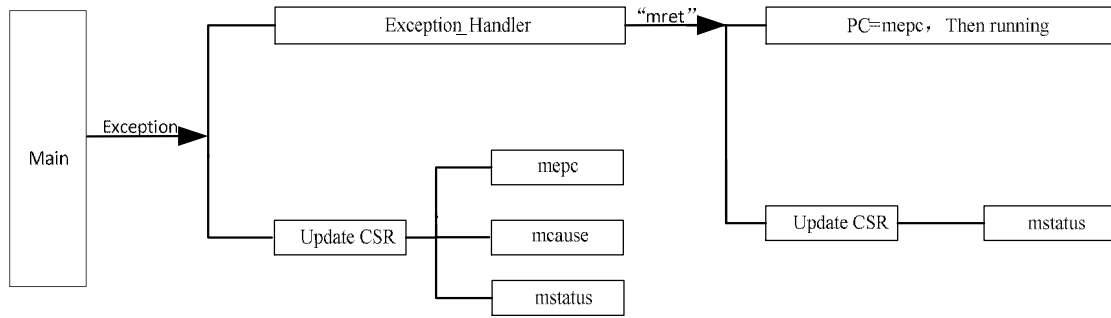 Main
Exception
Exception_Handler
“mret”
PC=mepc，Then running
Update CSR
mepc
mcause
mstatus
Update CSR
mstatus